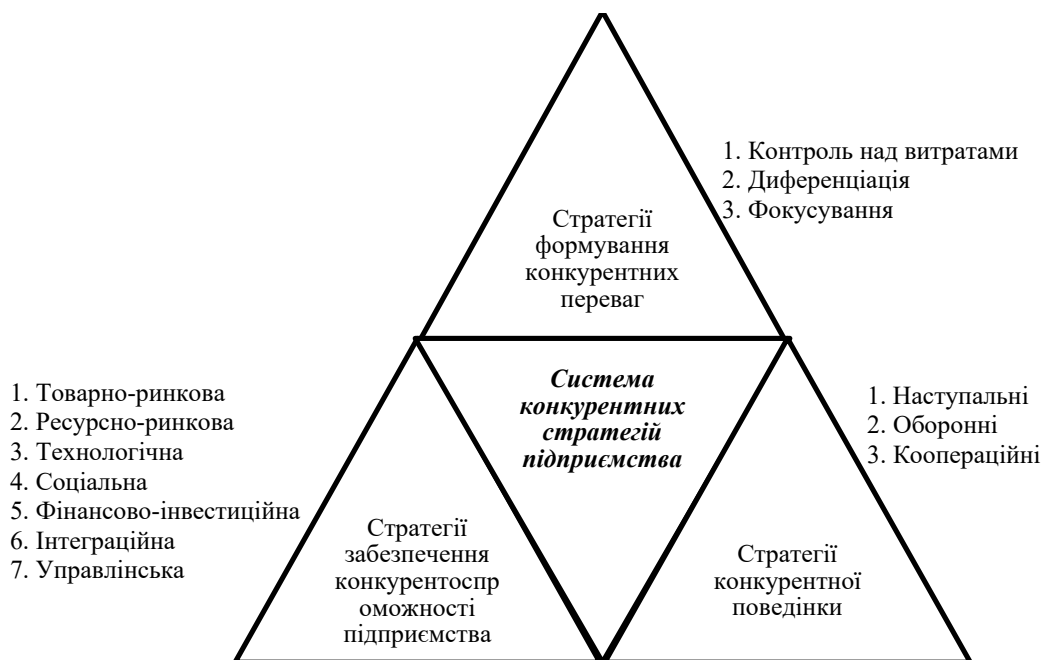 1. Контроль над витратами
2. Диференціація
3. Фокусування
Стратегії
формування
конкурентних
переваг
1. Товарно-ринкова
2. Ресурсно-ринкова
3. Технологічна
4. Соціальна
5. Фінансово-інвестиційна
6. Інтеграційна
7. Управлінська
Система
конкурентних
стратегій
підприємства
1. Наступальні
2. Оборонні
3. Коопераційні
Стратегії
забезпечення
конкурентоспр
оможності
підприємства
Стратегії
конкурентної
поведінки